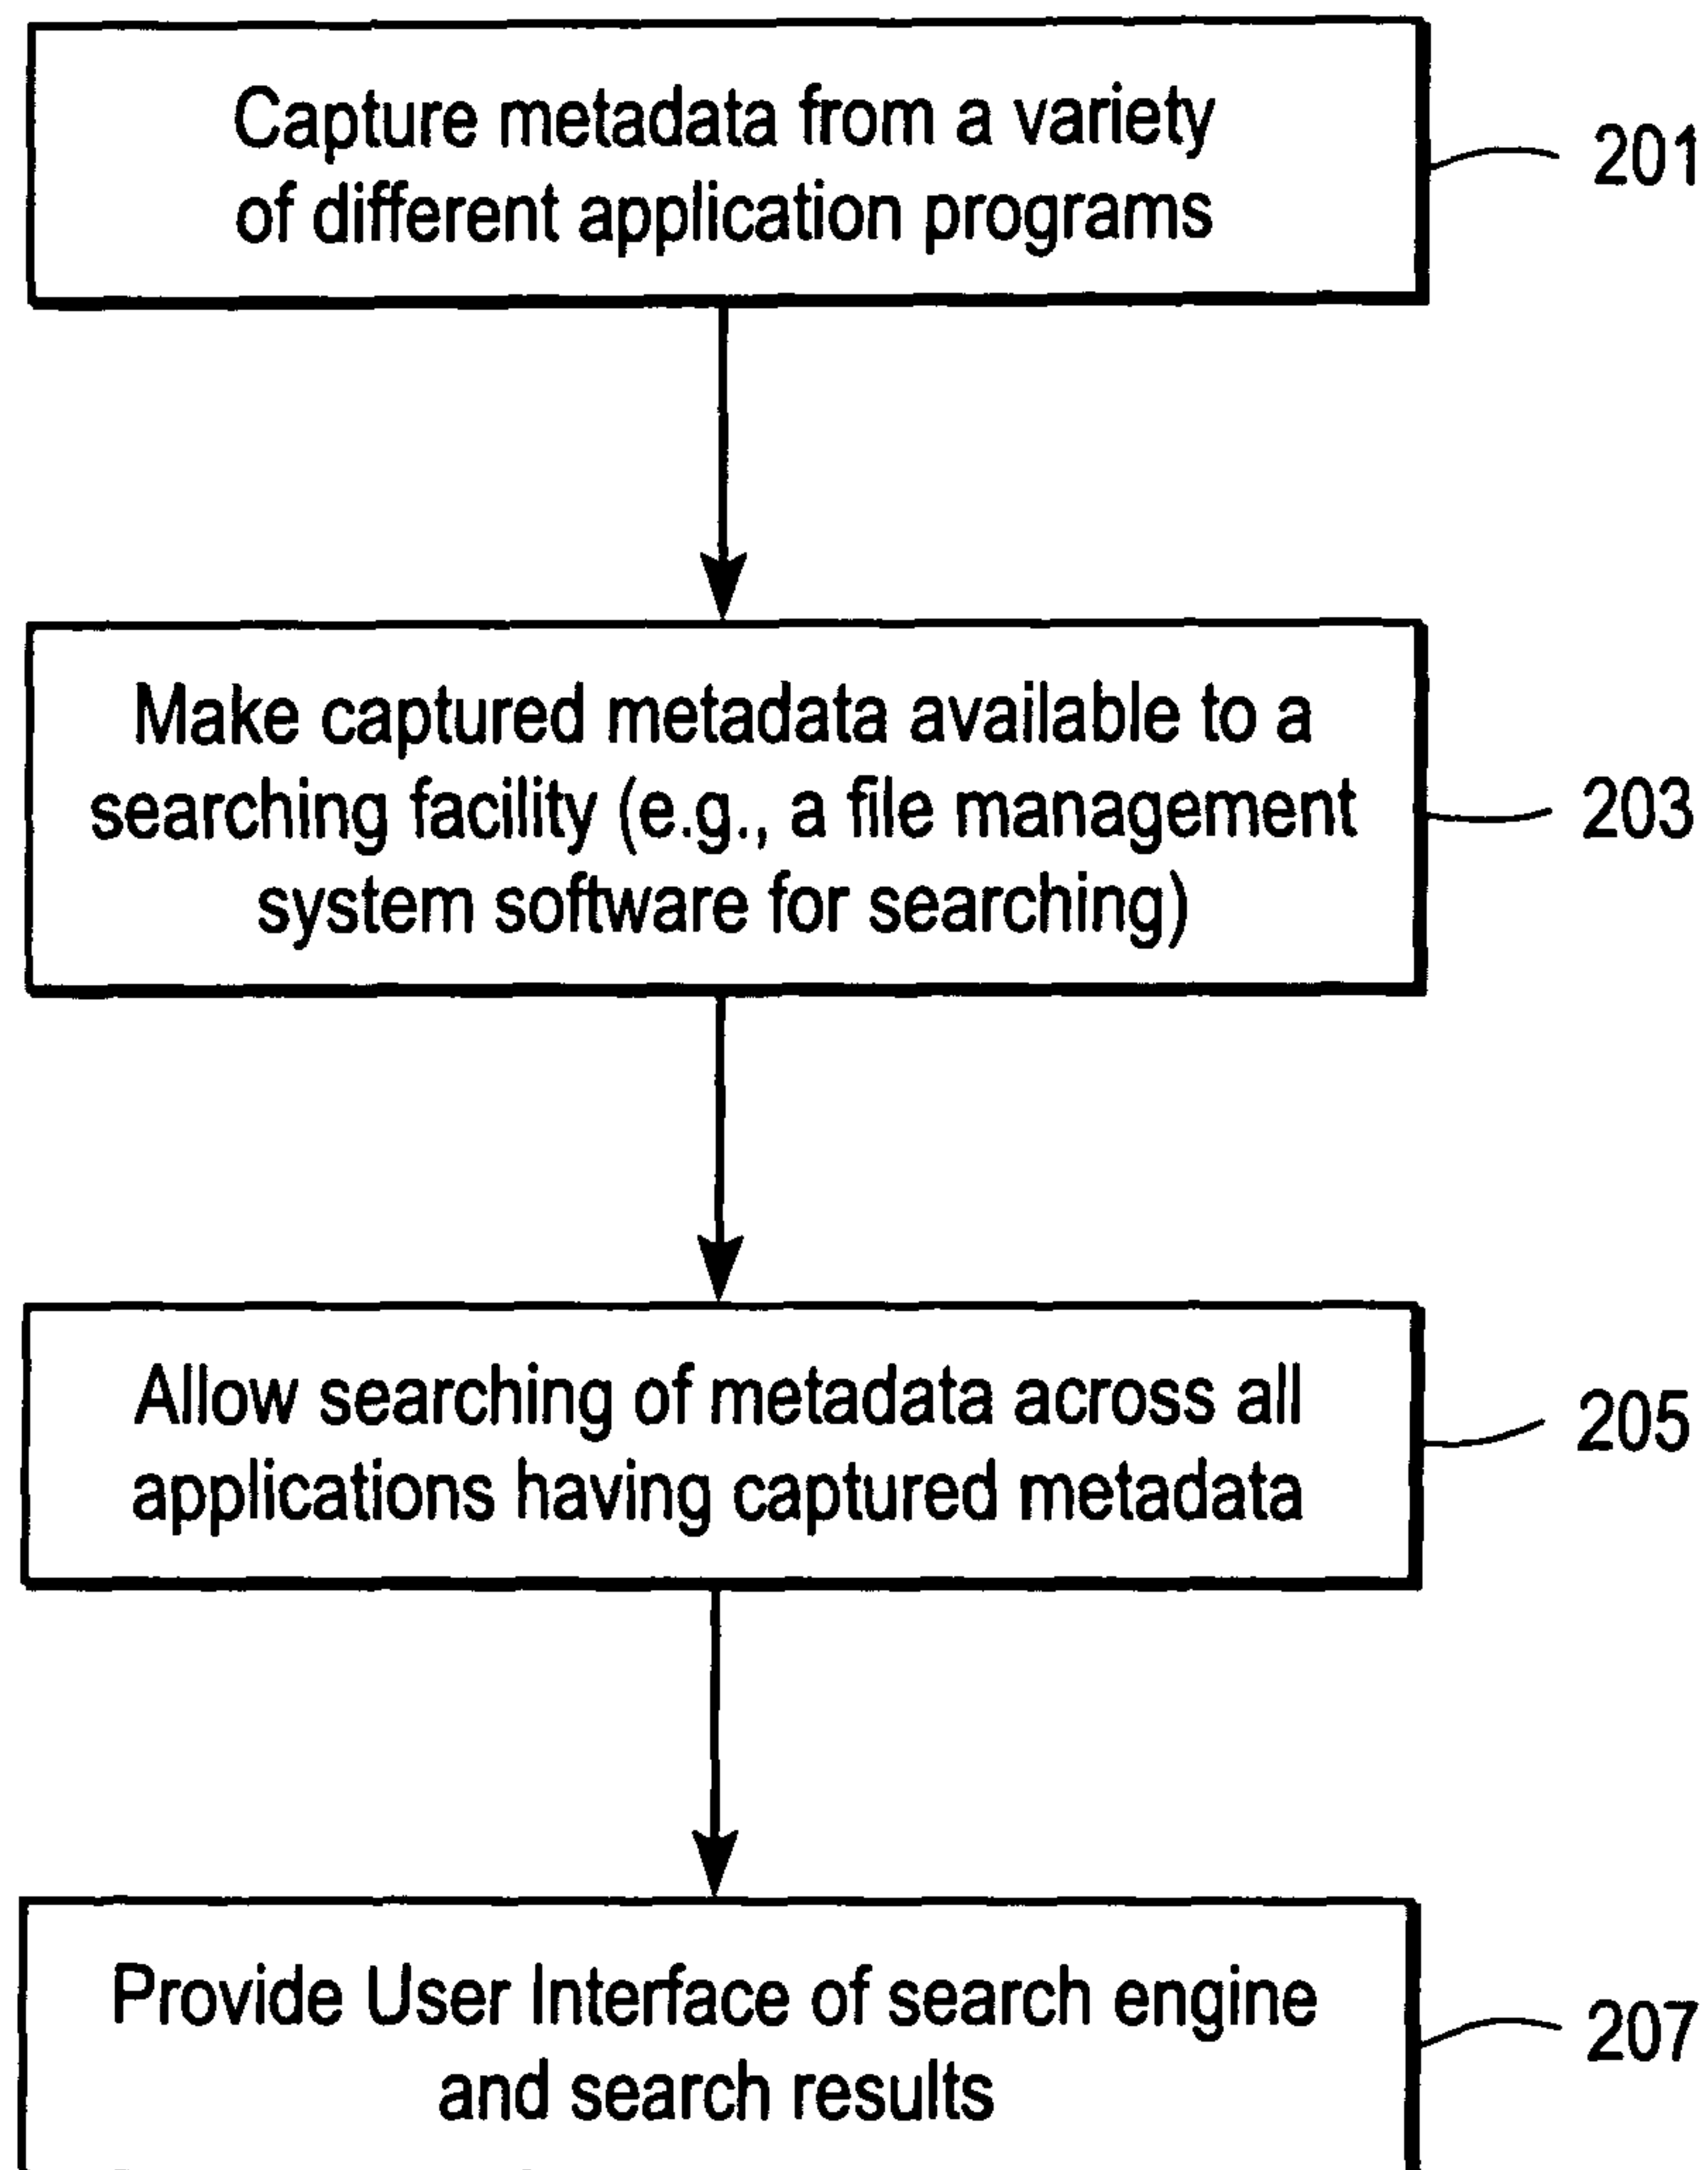 Capture metadata from a variety
of different application programs
201
Make captured metadata available to a
searching facility (e.g., a file management
system software for searching)
203
Allow searching of metadata across all
applications having captured metadata
205
Provide User Interface of search engine
and search results
207